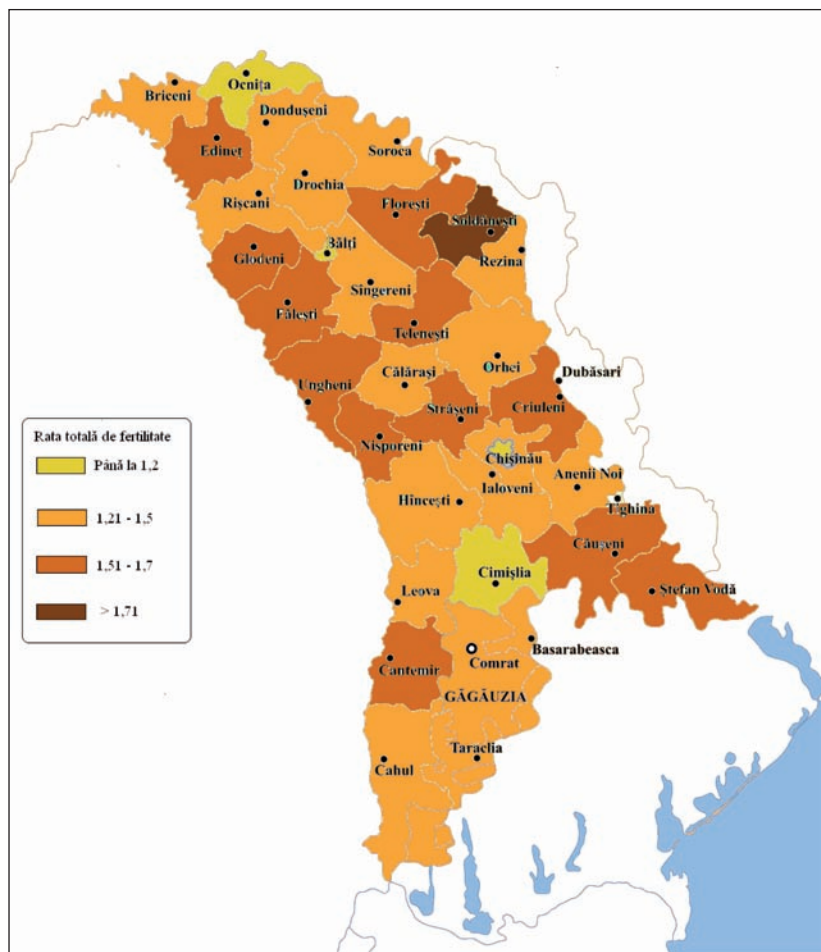 Ocnița
Briceni
Dondușeni
Edineț
Soroca
Drochia
Rîșcani
Florești
Șoldănești
Bălți
Glodeni
Rezina
Sîngereni
Fălești
Telenești
Orhei
Călărași
Dubăsari
Ungheni
Criuleni
Strășeni
Nisporeni
Chișinău
Anenii Noi
Ialoveni
Hîncești
Tighina
Căușeni
Cimișlia
Ștefan Vodă
Leova
Basarabeasca
Comrat
Cantemir
GĂGĂUZIA
Taraclia
Cahul
Rata totală de fertilitate
Până la 1,2
1,21 - 1,5
1,51 - 1,7
> 1,71